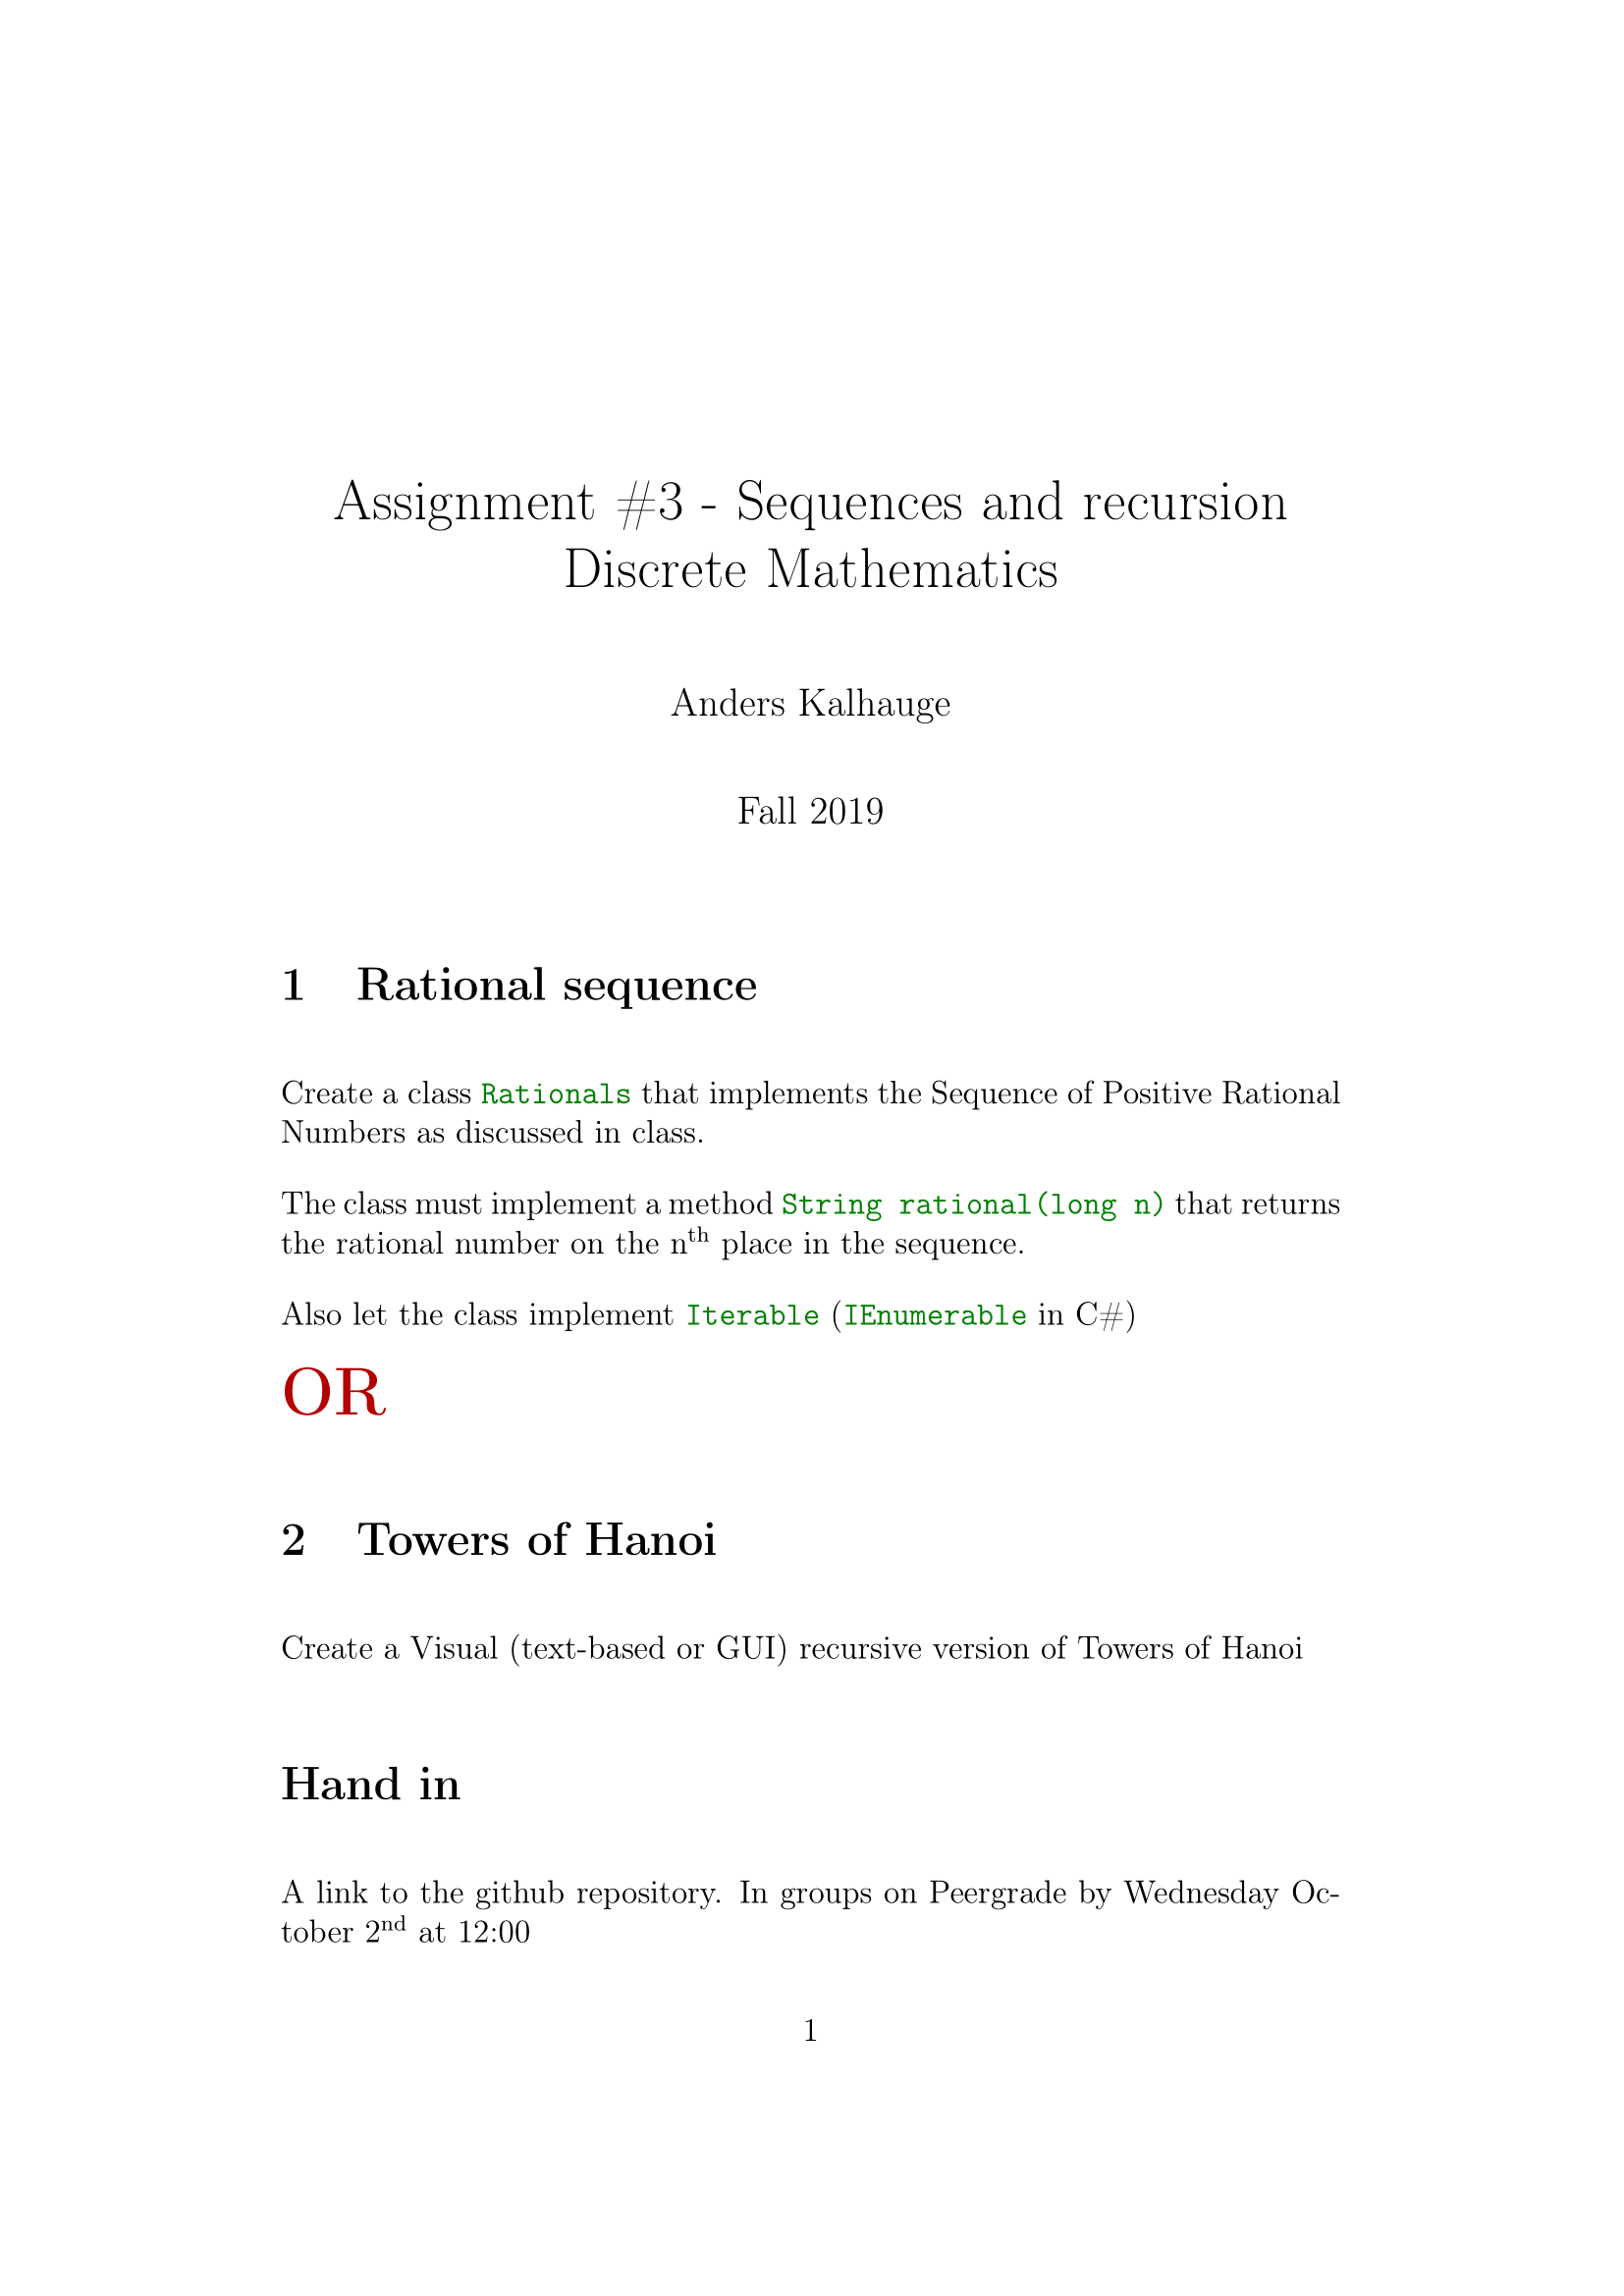 Assignment #3 - Sequences and recursion
Discrete Mathematics
Anders Kalhauge
Fall 2019
1 Rational sequence
Create a class Rationals that implements the Sequence of Positive Rational
Numbers as discussed in class.
The class must implement a method String rational(long n) that returns
the rational number on the nth place in the sequence.
Also let the class implement Iterable (IEnumerable in C#)
OR
2 Towers of Hanoi
Create a Visual (text-based or GUI) recursive version of Towers of Hanoi
Hand in
A link to the github repository. In groups on Peergrade by Wednesday Oc-
tober 2nd at 12:00
1